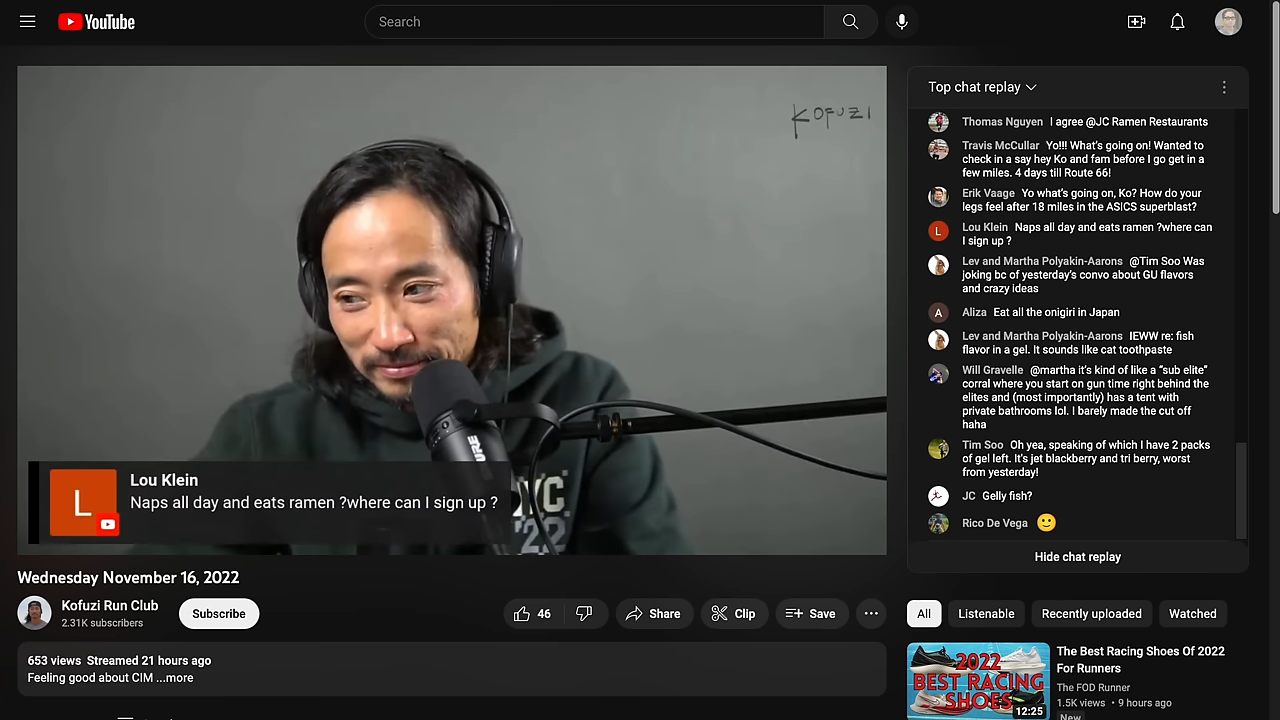 YouTube
Search
KOFUZI
Lou Klein
L
Naps all day and eats ramen ?where can I sign up ?
Wednesday November 16, 2022
Kofuzi Run Club
2.31K subscribers
Subscribe
46
Share
Clip
Save
653 views Streamed 21 hours ago
Feeling good about CIM ...more
Top chat replay
Thomas Nguyen I agree @JC Ramen Restaurants
Travis McCullar Yo!!! What's going on! Wanted to
check in a say hey Ko and fam before I go get in a
few miles. 4 days till Route 66!
Erik Vaage Yo what's going on, Ko? How do your
legs feel after 18 miles in the ASICS superblast?
L
Lou Klein Naps all day and eats ramen ?where can
I sign up ?
Lev and Martha Polyakin-Aarons @Tim Soo Was
joking bc of yesterday's convo about GU flavors
and crazy ideas
A
Aliza Eat all the onigiri in Japan
Lev and Martha Polyakin-Aarons IEWW re: fish
flavor in a gel. It sounds like cat toothpaste
Will Gravelle @martha it's kind of like a "sub elite"
corral where you start on gun time right behind the
elites and (most importantly) has a tent with
private bathrooms lol. I barely made the cut off
haha
Tim Soo Oh yea, speaking of which I have 2 packs
of gel left. It's jet blackberry and tri berry, worst
from yesterday!
JC Gelly fish?
Rico De Vega 🙂
Hide chat replay
All
Listenable
Recently uploaded
Watched
2022
BEST RACING
SHOES
12:25
The Best Racing Shoes Of 2022
For Runners
The FOD Runner
1.5K views • 9 hours ago
New